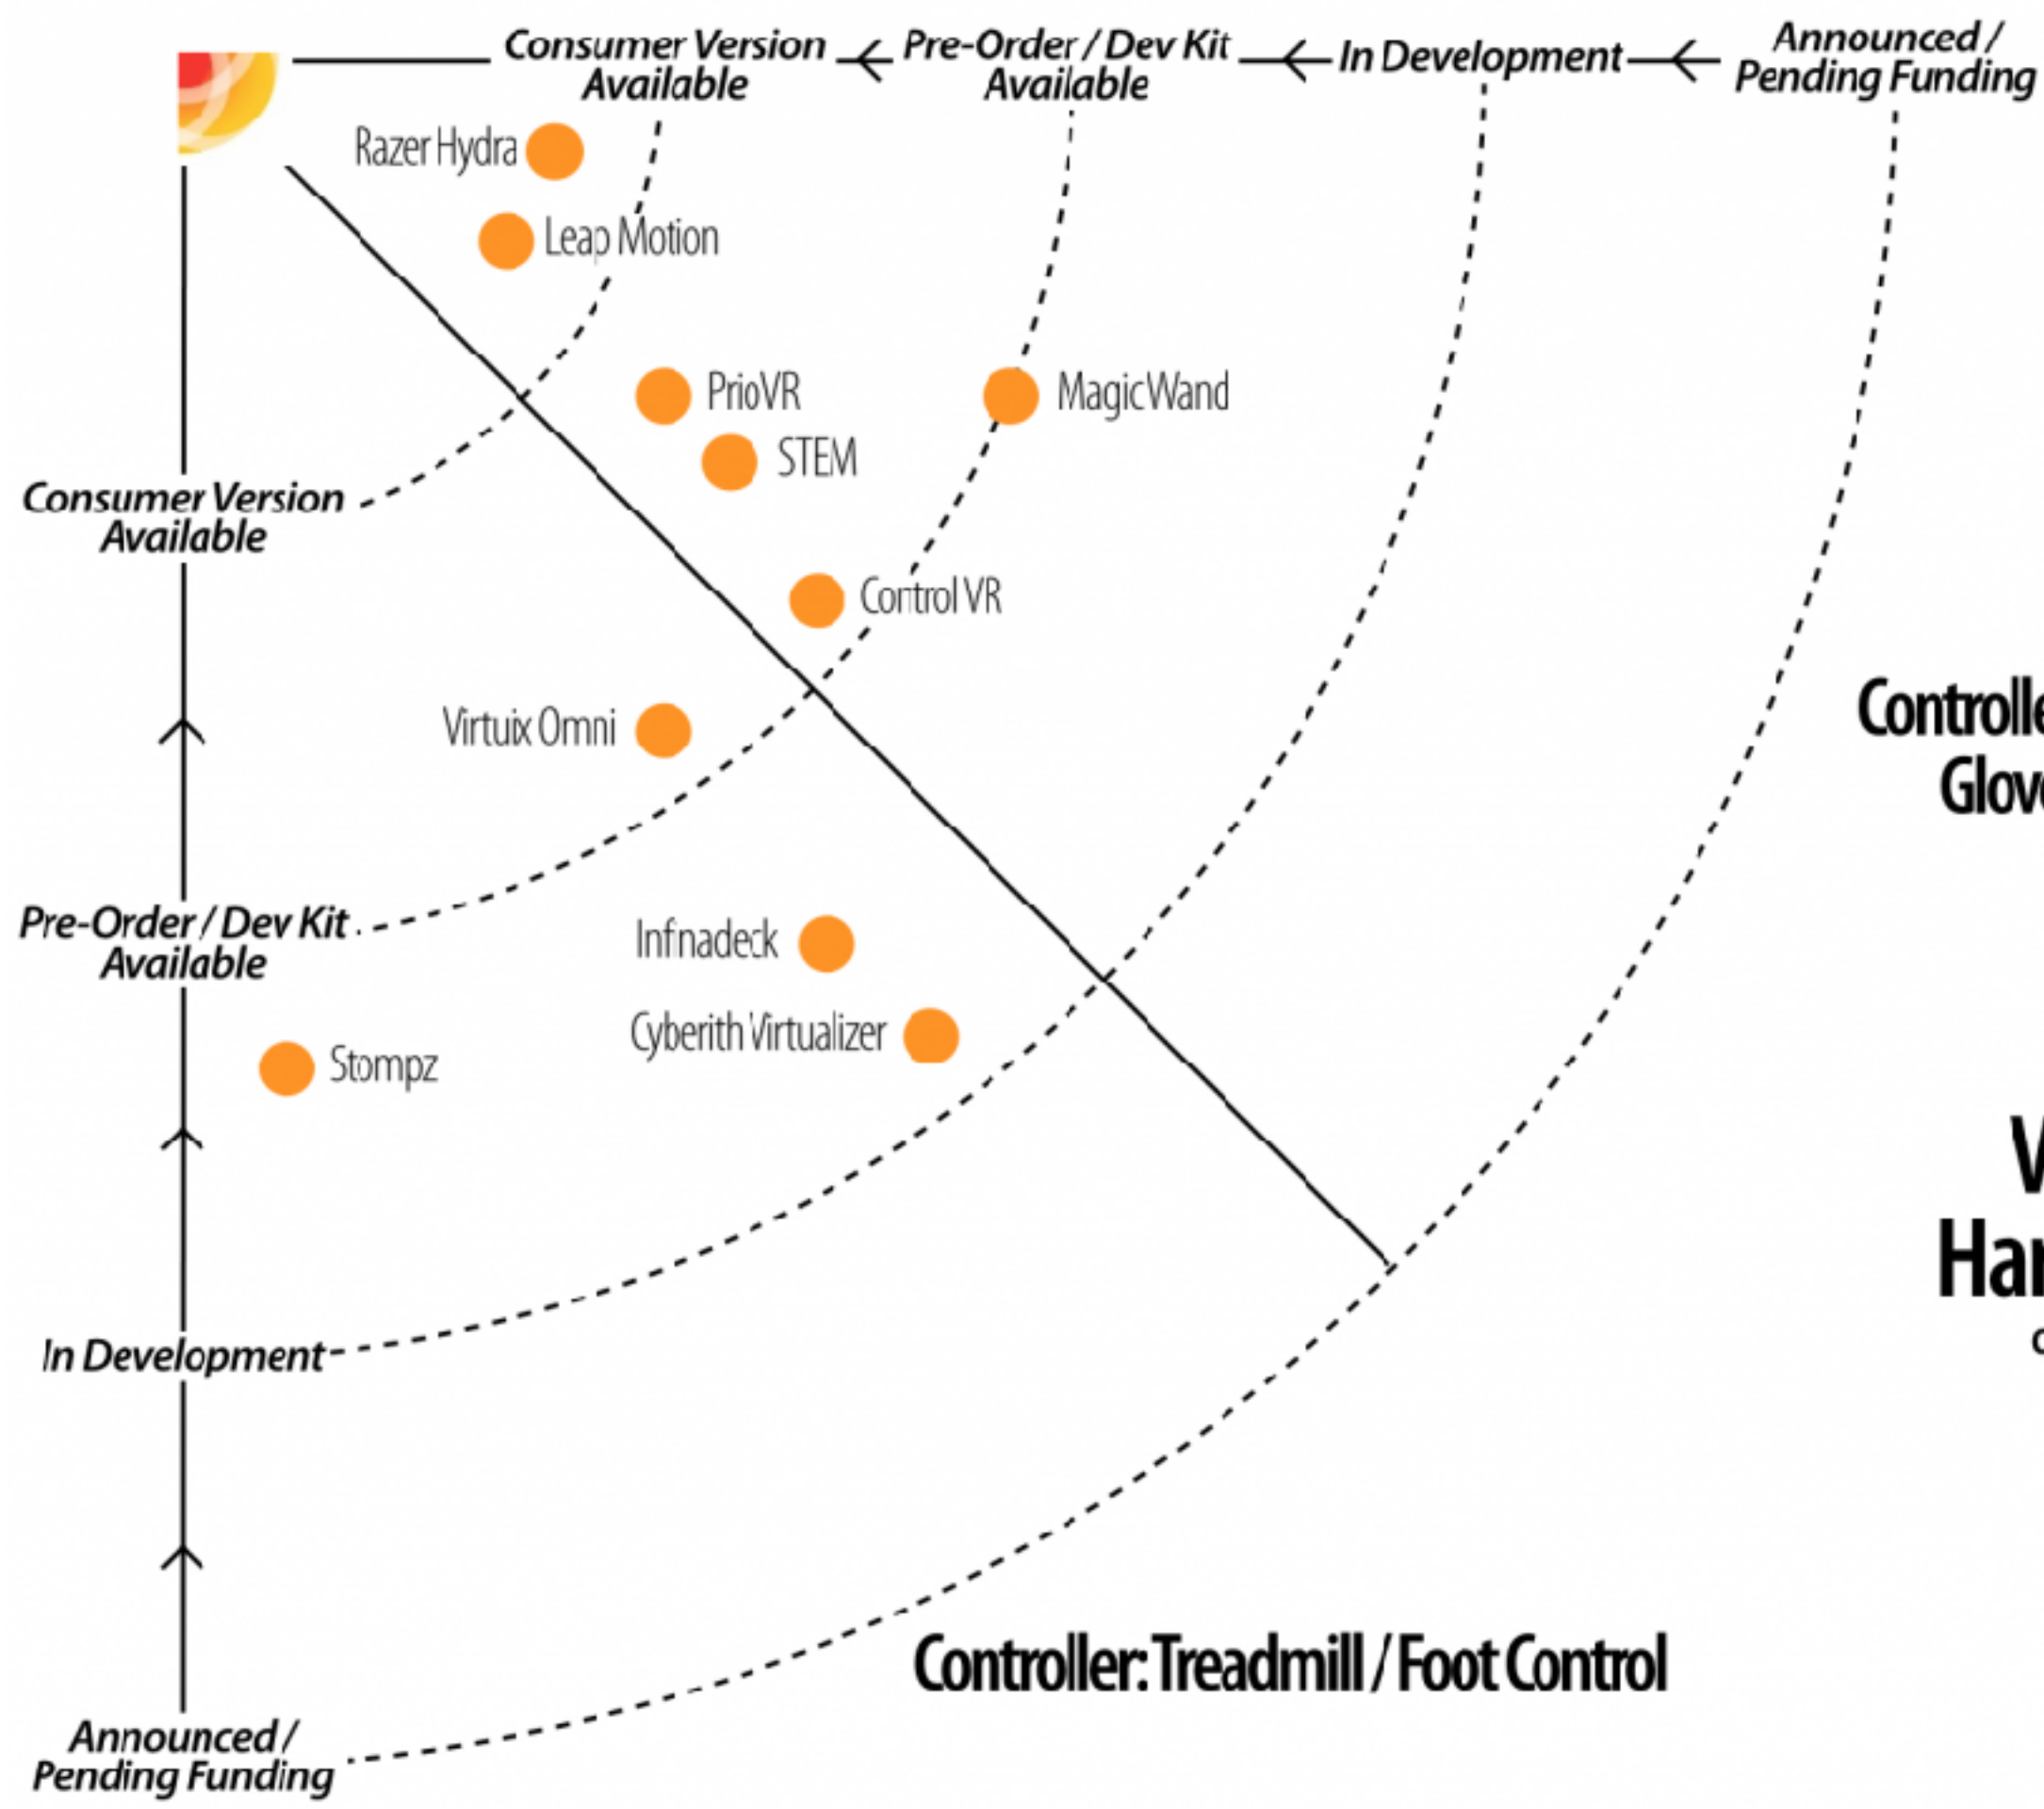 Consumer Version
Available
Pre-Order / Dev Kit
Available
In Development
Announced /
Pending Funding
Razer Hydra
Leap Motion
PrioVR
MagicWand
STEM
Consumer Version
Available
Control VR
Virtuix Omni
Pre-Order / Dev Kit
Available
Infinadeck
Cyberith Virtualizer
Stompz
In Development
Controller: Treadmill / Foot Control
Announced /
Pending Funding